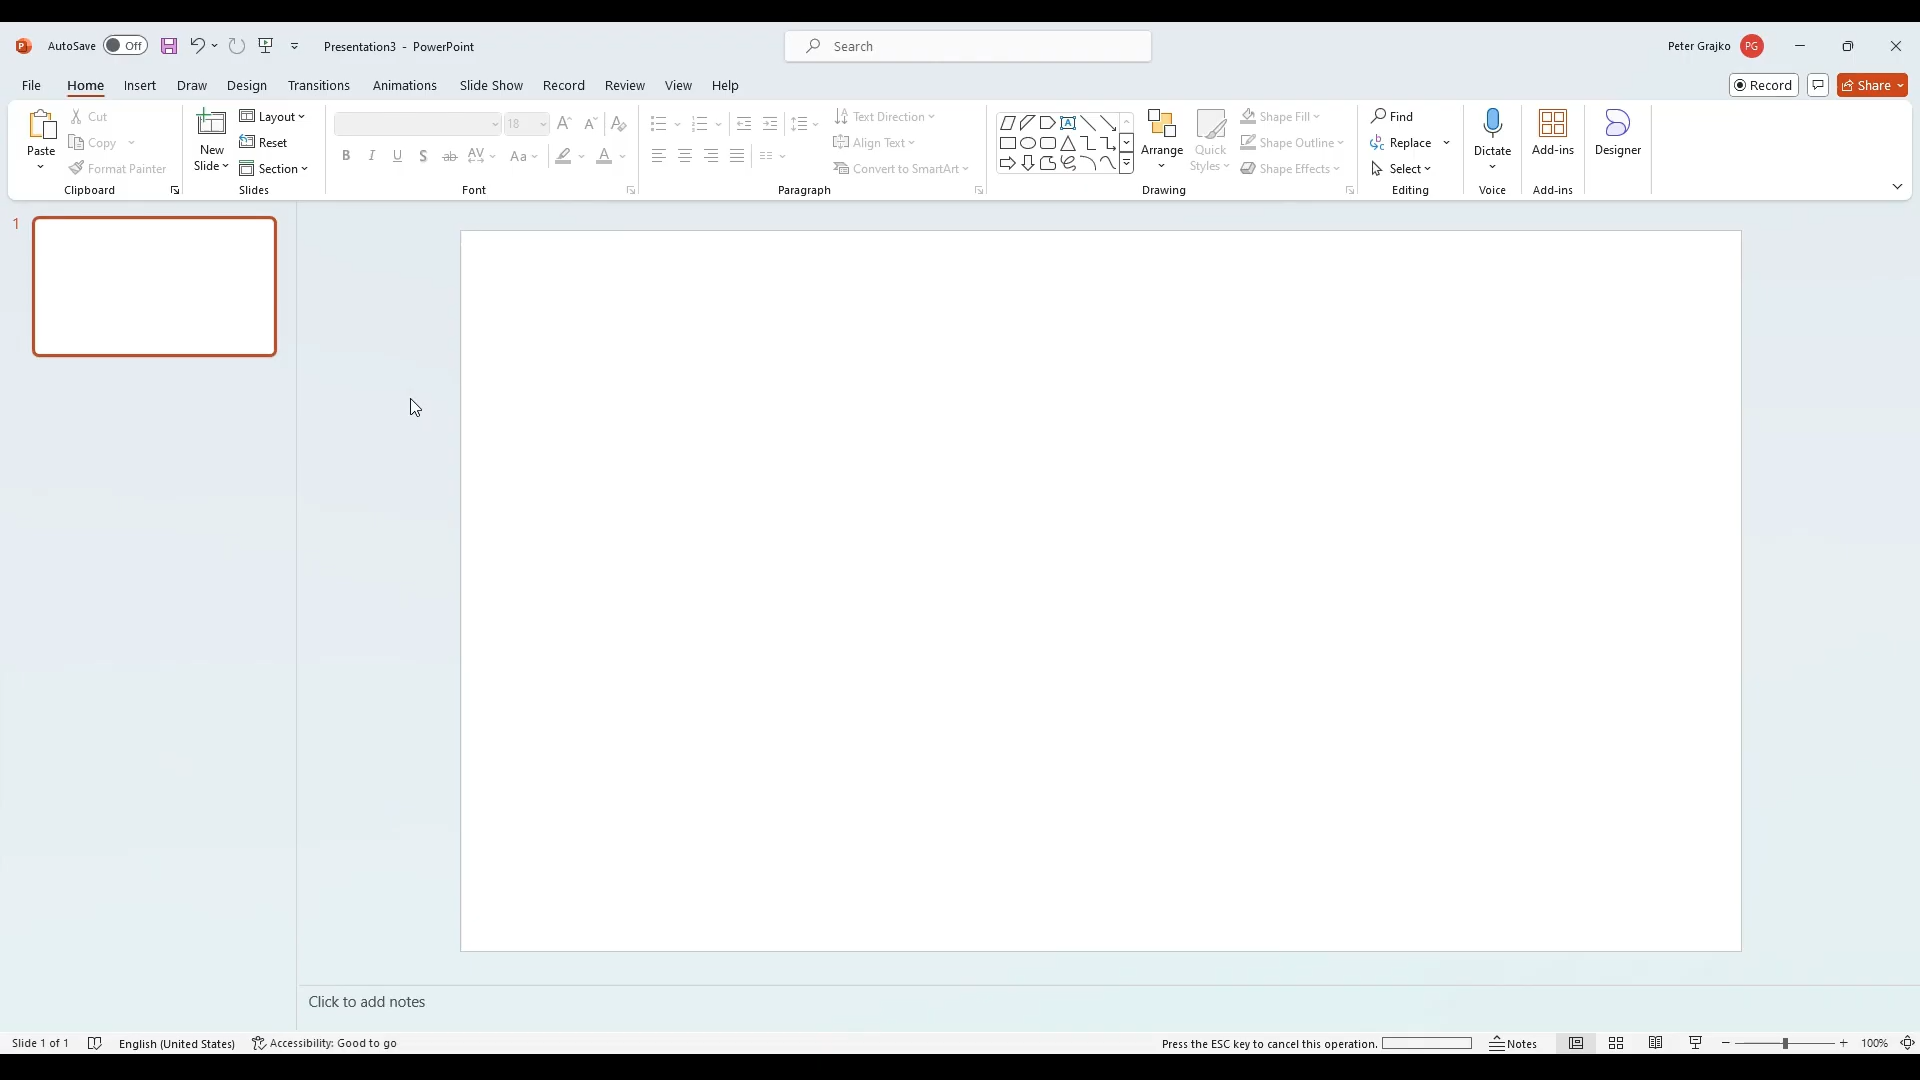 AutoSave Off Presentation3 - PowerPoint Search Peter Grajko PG
File Home Insert Draw Design Transitions Animations Slide Show Record Review View Help Record Share
Paste
Cut
Copy
Format Painter
Clipboard
New
Slide
Layout
Reset
Section
Slides
18
B I U S ab AV Aa A
Font
Text Direction
Align Text
Convert to SmartArt
Paragraph
Arrange
Quick
Styles
Shape Fill
Shape Outline
Shape Effects
Drawing
Find
Replace
Select
Editing
Dictate
Voice
Add-ins
Add-ins
Designer
1
Click to add notes
Slide 1 of 1 English (United States) Accessibility: Good to go Press the ESC key to cancel this operation. Notes 100%